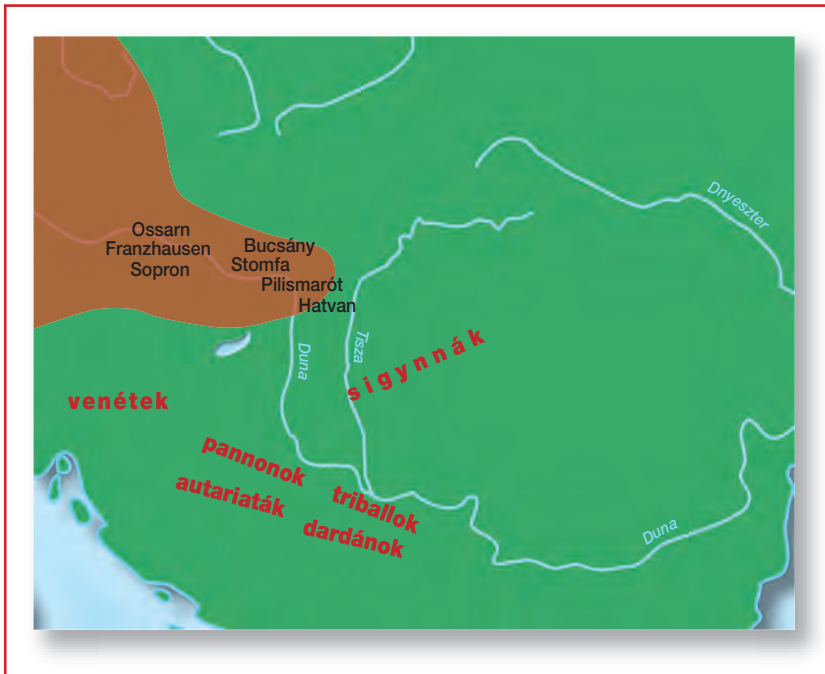 Dnyeszter
Ossarn
Franzhausen
Sopron
Bucsány
Stomfa
Pilismarót
Hatvan
Duna
Tisza
sigynnák
venétek
pannonok
autariaták
triballok
dardánok
Duna